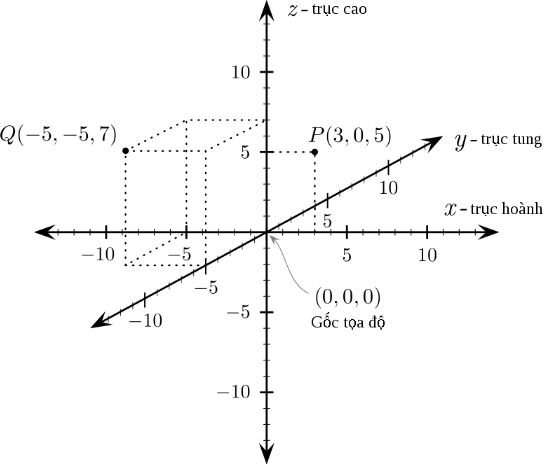 z - trục cao
10
Q(−5, −5, 7)
P(3, 0, 5)
5
y - trục tung
10
x - trục hoành
5
−10
−5
5
10
−5
(0, 0, 0)
−10
−5
Gốc tọa độ
−10